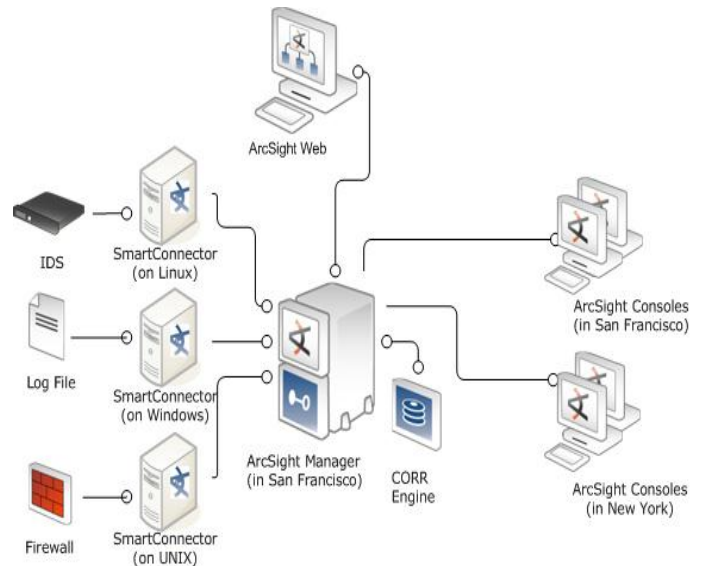 ArcSight Web
IDS
SmartConnector
(on Linux)
ArcSight Consoles
(in San Francisco)
Log File
SmartConnector
(on Windows)
ArcSight Manager
(in San Francisco)
CORR
Engine
ArcSight Consoles
(in New York)
Firewall
SmartConnector
(on UNIX)